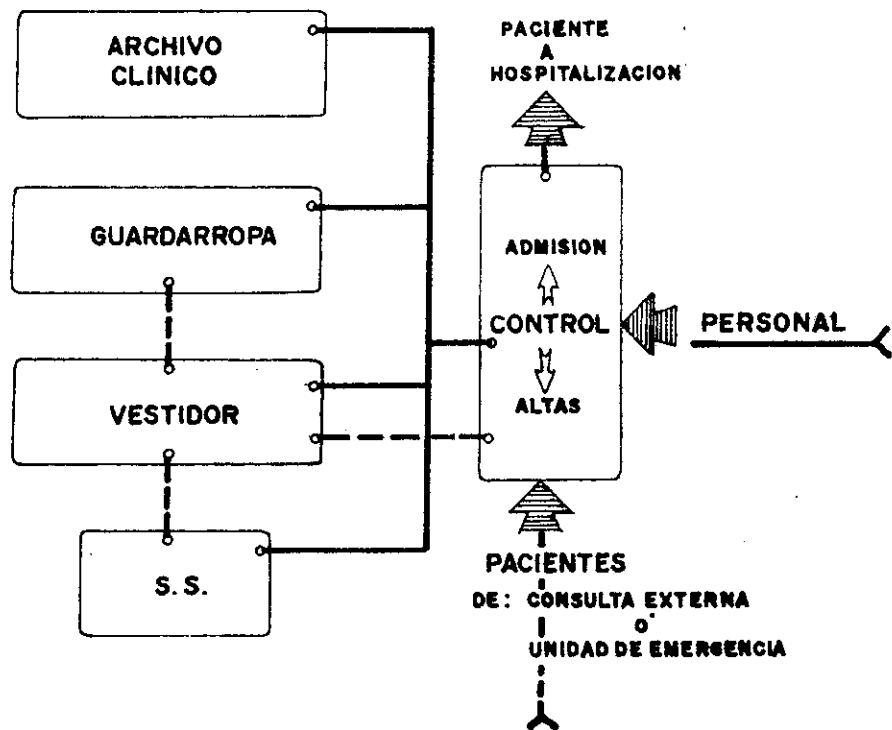 ARCHIVO
CLINICO
GUARDARROPA
VESTIDOR
S. S.
PACIENTE
A
HOSPITALIZACION
ADMISION
CONTROL
ALTAS
PERSONAL
PACIENTES
DE: CONSULTA EXTERNA
O'
UNIDAD DE EMERGENCIA